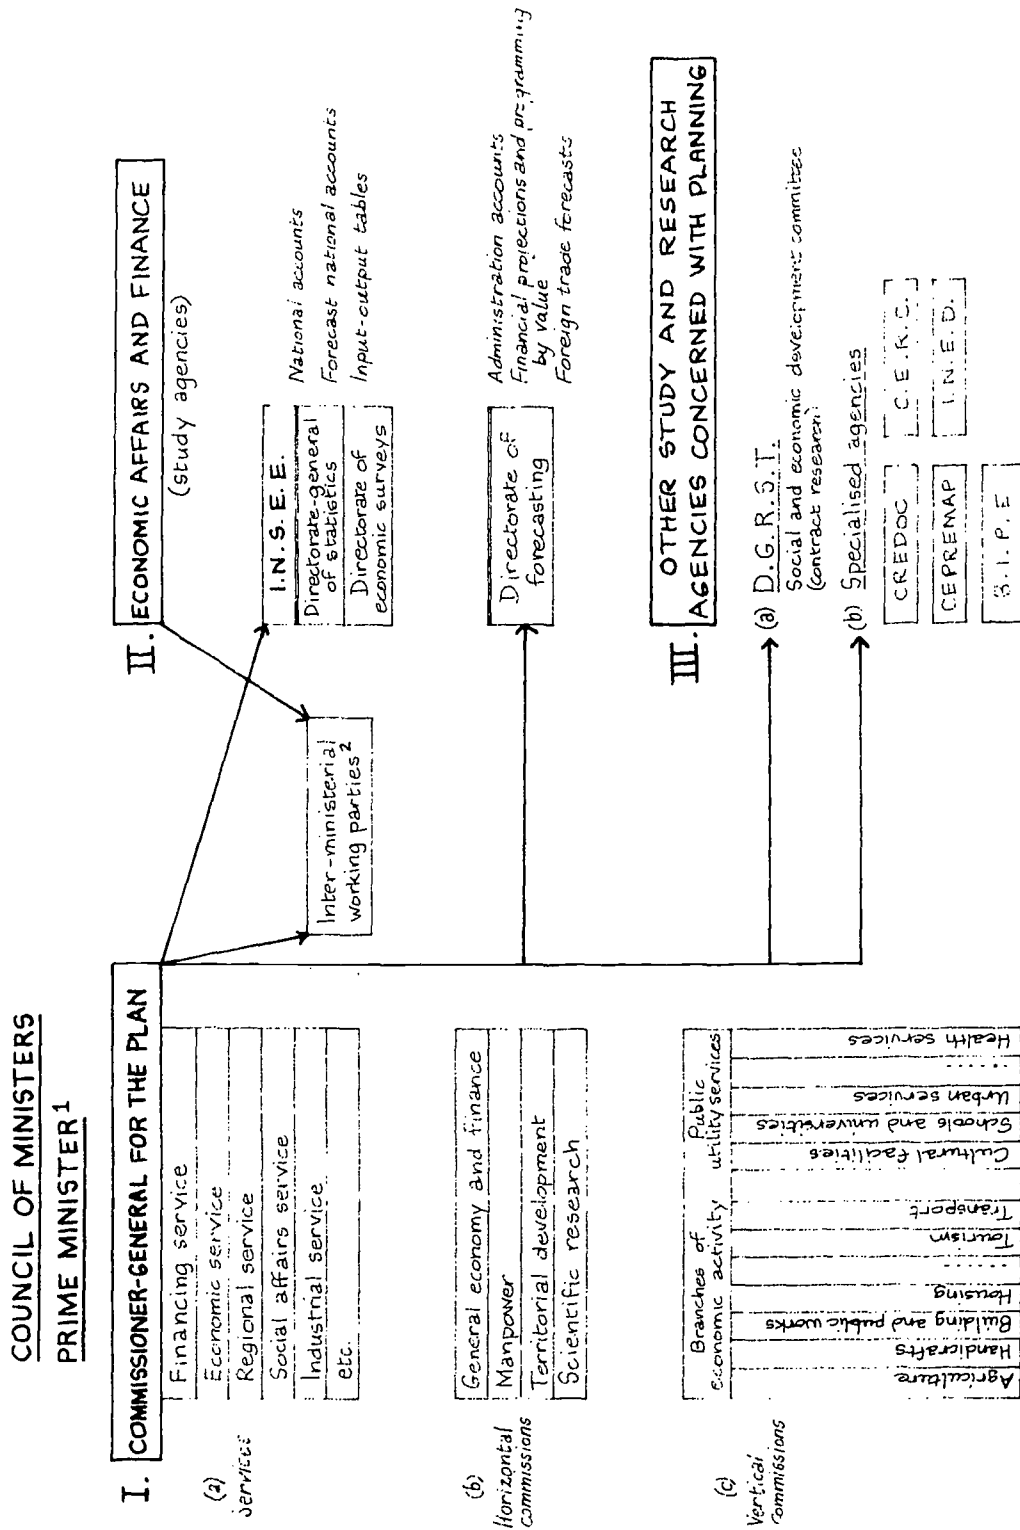 COUNCIL OF MINISTERS
PRIME MINISTER1
I. COMMISSIONER-GENERAL FOR THE PLAN
(a)
services
Financing service
Economic service
Regional service
Social affairs service
Industrial service
etc.
(b)
Horizontal
commissions
General economy and finance
Manpower
Territorial development
Scientific research
(c)
Vertical
commissions
Branches of
economic activity
Public
utility services
Agriculture
Handicrafts
Building and public works
Housing
.....
Tourism
Transport
Cultural facilities
Schools and universities
Urban services
.....
Health services
Inter-ministerial
working parties2
II. ECONOMIC AFFAIRS AND FINANCE
(study agencies)
I.N.S.E.E.
Directorate-general
of statistics
Directorate of
economic surveys
National accounts
Forecast national accounts
Input-output tables
Directorate of
forecasting
Administration accounts
Financial projections and programming
by value
Foreign trade forecasts
III. OTHER STUDY AND RESEARCH
AGENCIES CONCERNED WITH PLANNING
(a) D.G.R.S.T.
Social and economic development committee
(contract research)
(b) Specialised agencies
CREDOC
C.E.R.C.
CEPREMAP
I.N.E.D.
S.I.P.E